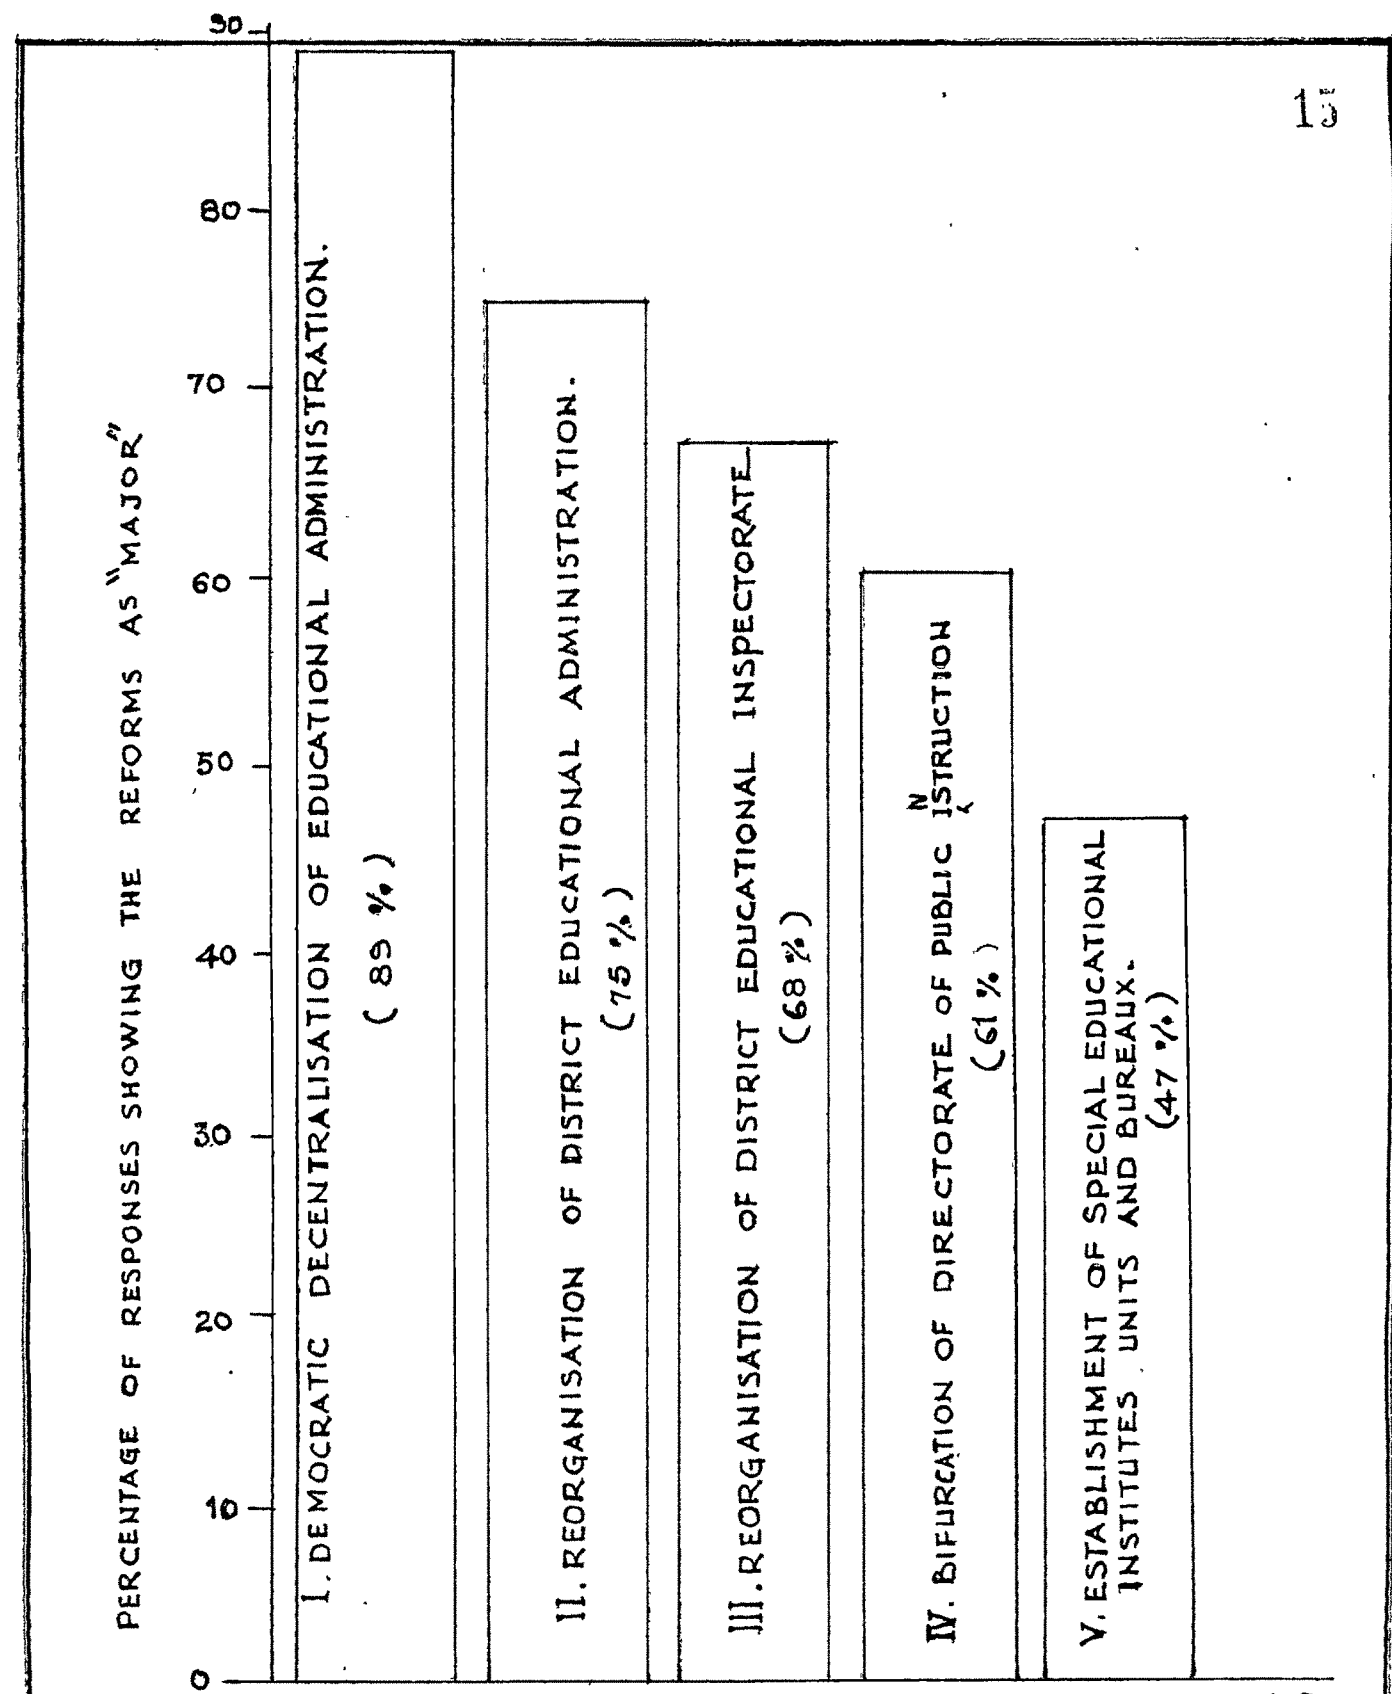 15
PERCENTAGE OF RESPONSES SHOWING THE REFORMS AS "MAJOR"
90
80
70
60
50
40
30
20
10
0
I. DEMOCRATIC DECENTRALISATION OF EDUCATIONAL ADMINISTRATION.
(89 %)
II. REORGANISATION OF DISTRICT EDUCATIONAL ADMINISTRATION.
(75 %)
III. REORGANISATION OF DISTRICT EDUCATIONAL INSPECTORATE
(68 %)
IV. BIFURCATION OF DIRECTORATE OF PUBLIC INSTRUCTION
(61 %)
V. ESTABLISHMENT OF SPECIAL EDUCATIONAL
INSTITUTES UNITS AND BUREAUX.
(47 %)